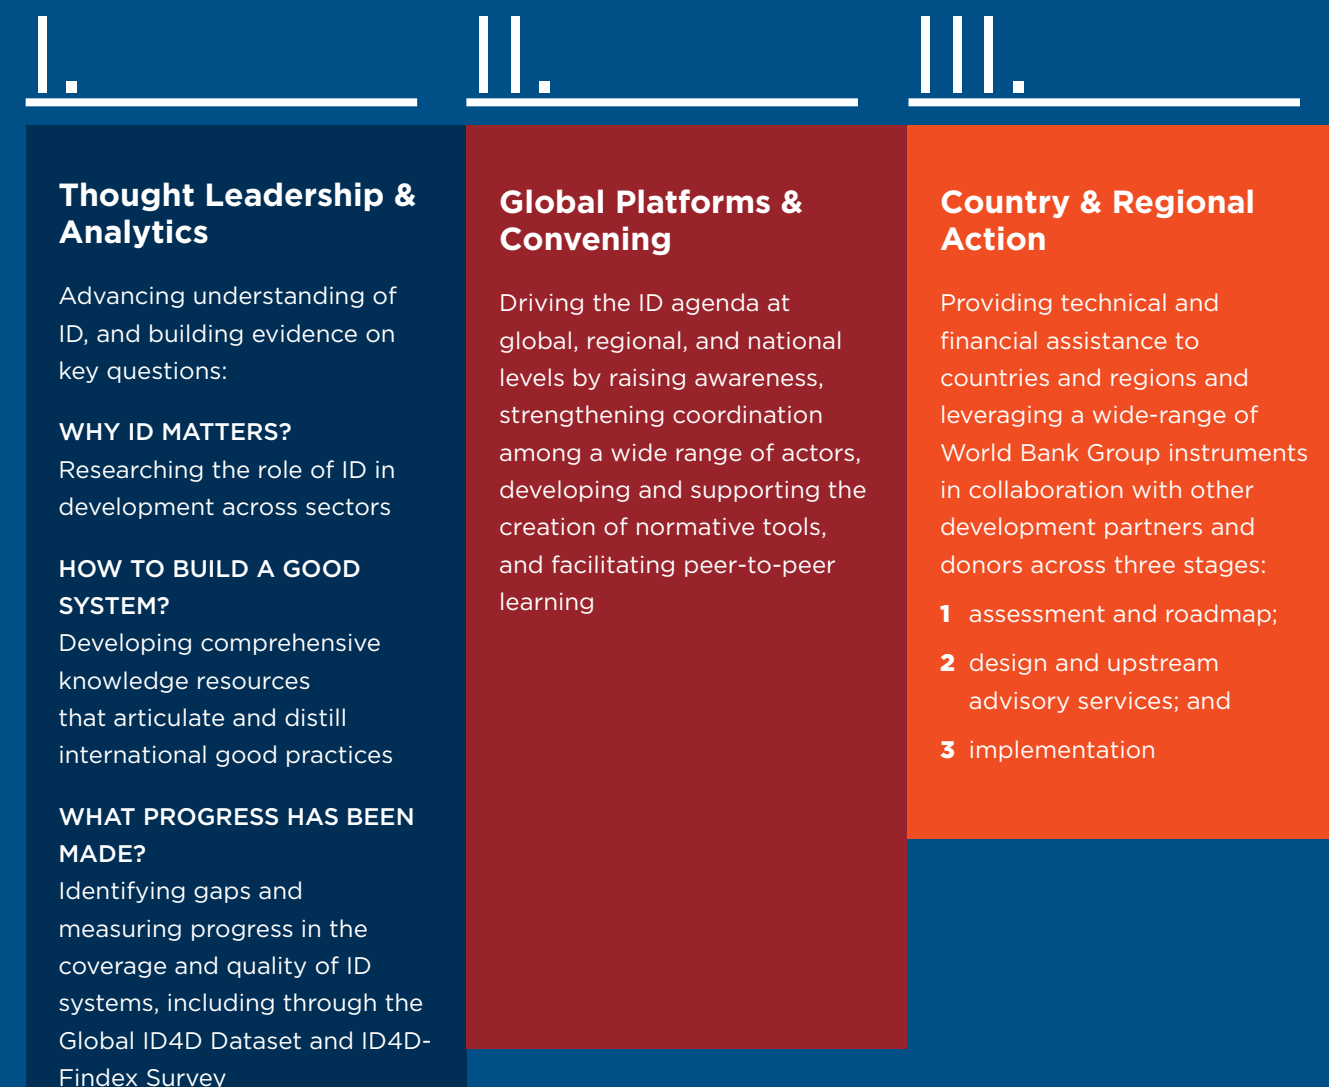 I.
Thought Leadership &
Analytics
Advancing understanding of
ID, and building evidence on
key questions:
WHY ID MATTERS?
Researching the role of ID in
development across sectors
HOW TO BUILD A GOOD
SYSTEM?
Developing comprehensive
knowledge resources
that articulate and distill
international good practices
WHAT PROGRESS HAS BEEN
MADE?
Identifying gaps and
measuring progress in the
coverage and quality of ID
systems, including through the
Global ID4D Dataset and ID4D-
Findex Survey
II.
Global Platforms &
Convening
Driving the ID agenda at
global, regional, and national
levels by raising awareness,
strengthening coordination
among a wide range of actors,
developing and supporting the
creation of normative tools,
and facilitating peer-to-peer
learning
III.
Country & Regional
Action
Providing technical and
financial assistance to
countries and regions and
leveraging a wide-range of
World Bank Group instruments
in collaboration with other
development partners and
donors across three stages:
1 assessment and roadmap;
2 design and upstream
advisory services; and
3 implementation